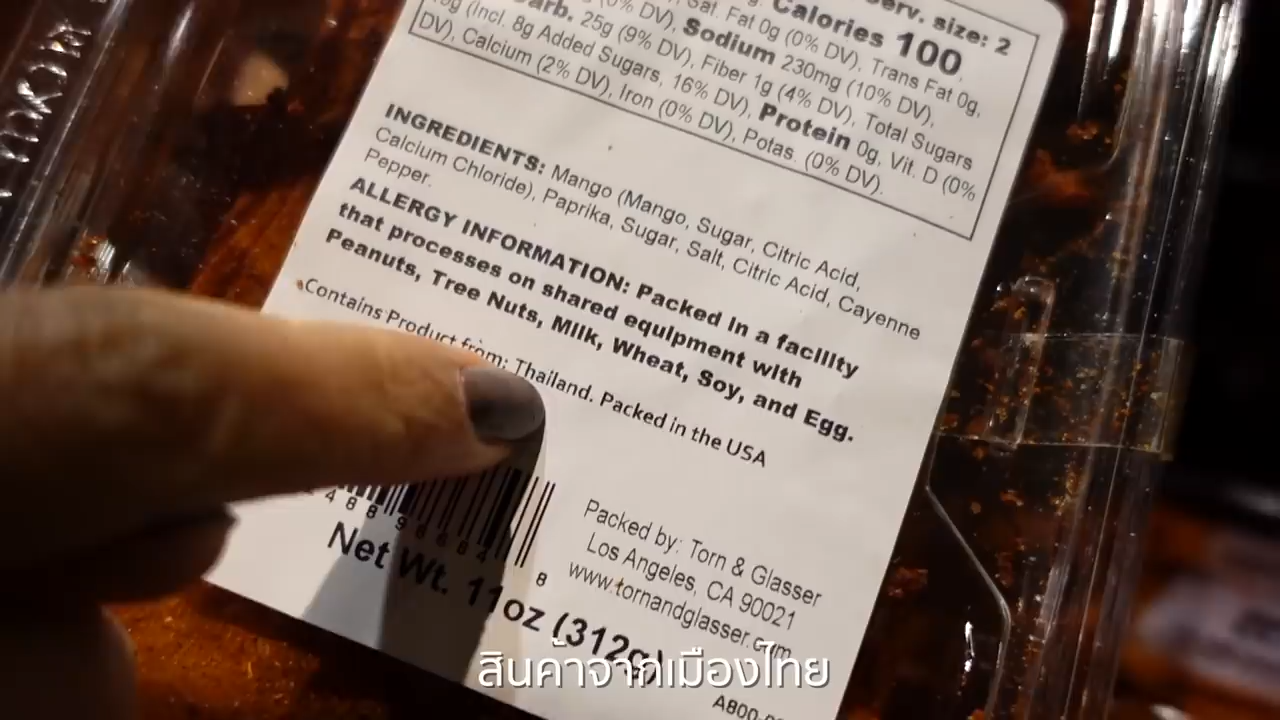 serv. size: 2
Calories 100
Sat. Fat 0g (0% DV), Trans Fat 0g,
(0% DV), Sodium 230mg (10% DV),
arb. 25g (9% DV), Fiber 1g (4% DV), Total Sugars
(Incl. 8g Added Sugars, 16% DV), Protein 0g, Vit. D (0%
DV), Calcium (2% DV), Iron (0% DV), Potas. (0% DV).
INGREDIENTS: Mango (Mango, Sugar, Citric Acid,
Calcium Chloride), Paprika, Sugar, Salt, Citric Acid, Cayenne
Pepper.
ALLERGY INFORMATION: Packed in a facility
that processes on shared equipment with
Peanuts, Tree Nuts, Milk, Wheat, Soy, and Egg.
Contains Product from: Thailand. Packed in the USA
Packed by: Torn & Glasser
Los Angeles, CA 90021
www.tornandglasser.com
Net Wt. 11oz (312g)
สินค้าจากเมืองไทย